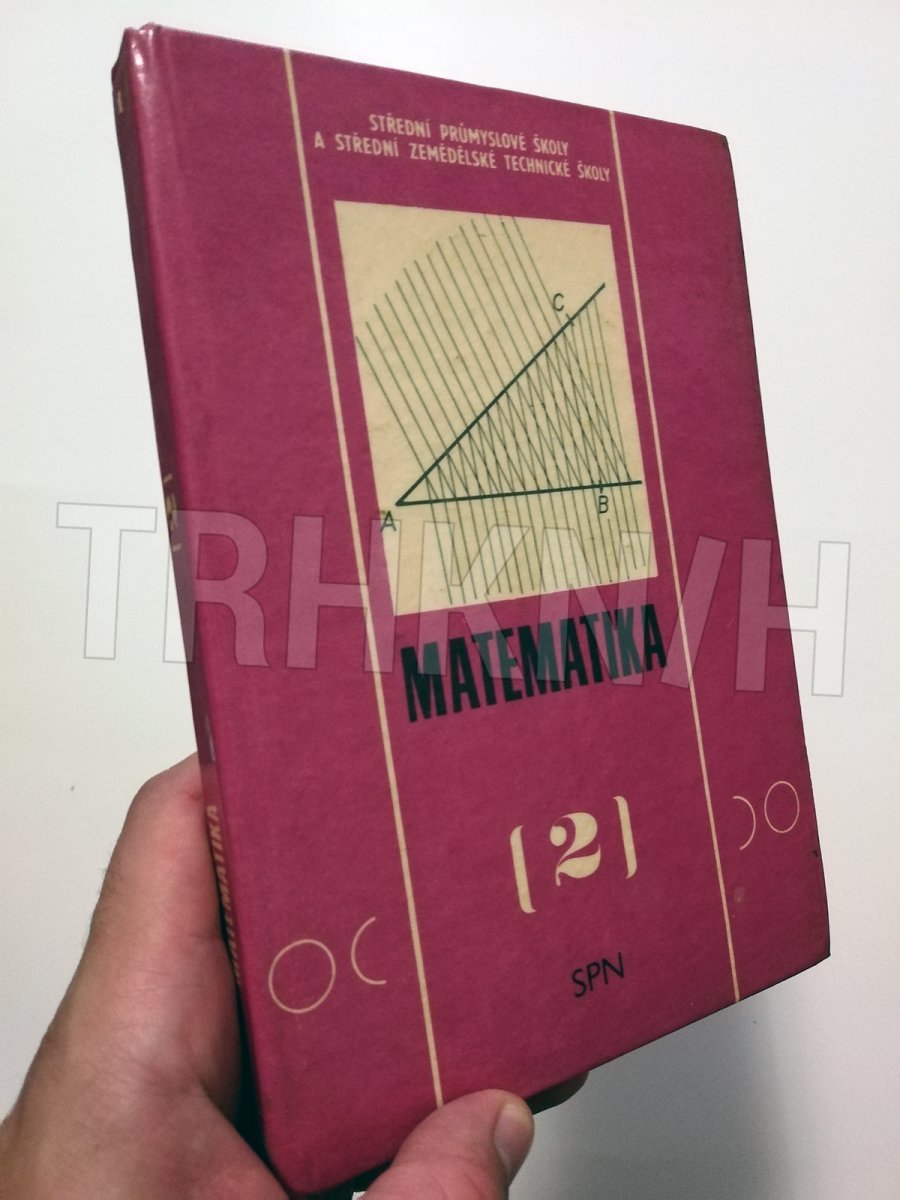 STŘEDNÍ PRŮMYSLOVÉ ŠKOLY
A STŘEDNÍ ZEMĚDĚLSKÉ TECHNICKÉ ŠKOLY
C
A
B
MATEMATIKA
(2)
SPN
MATEMATIKA
TRHKNIH